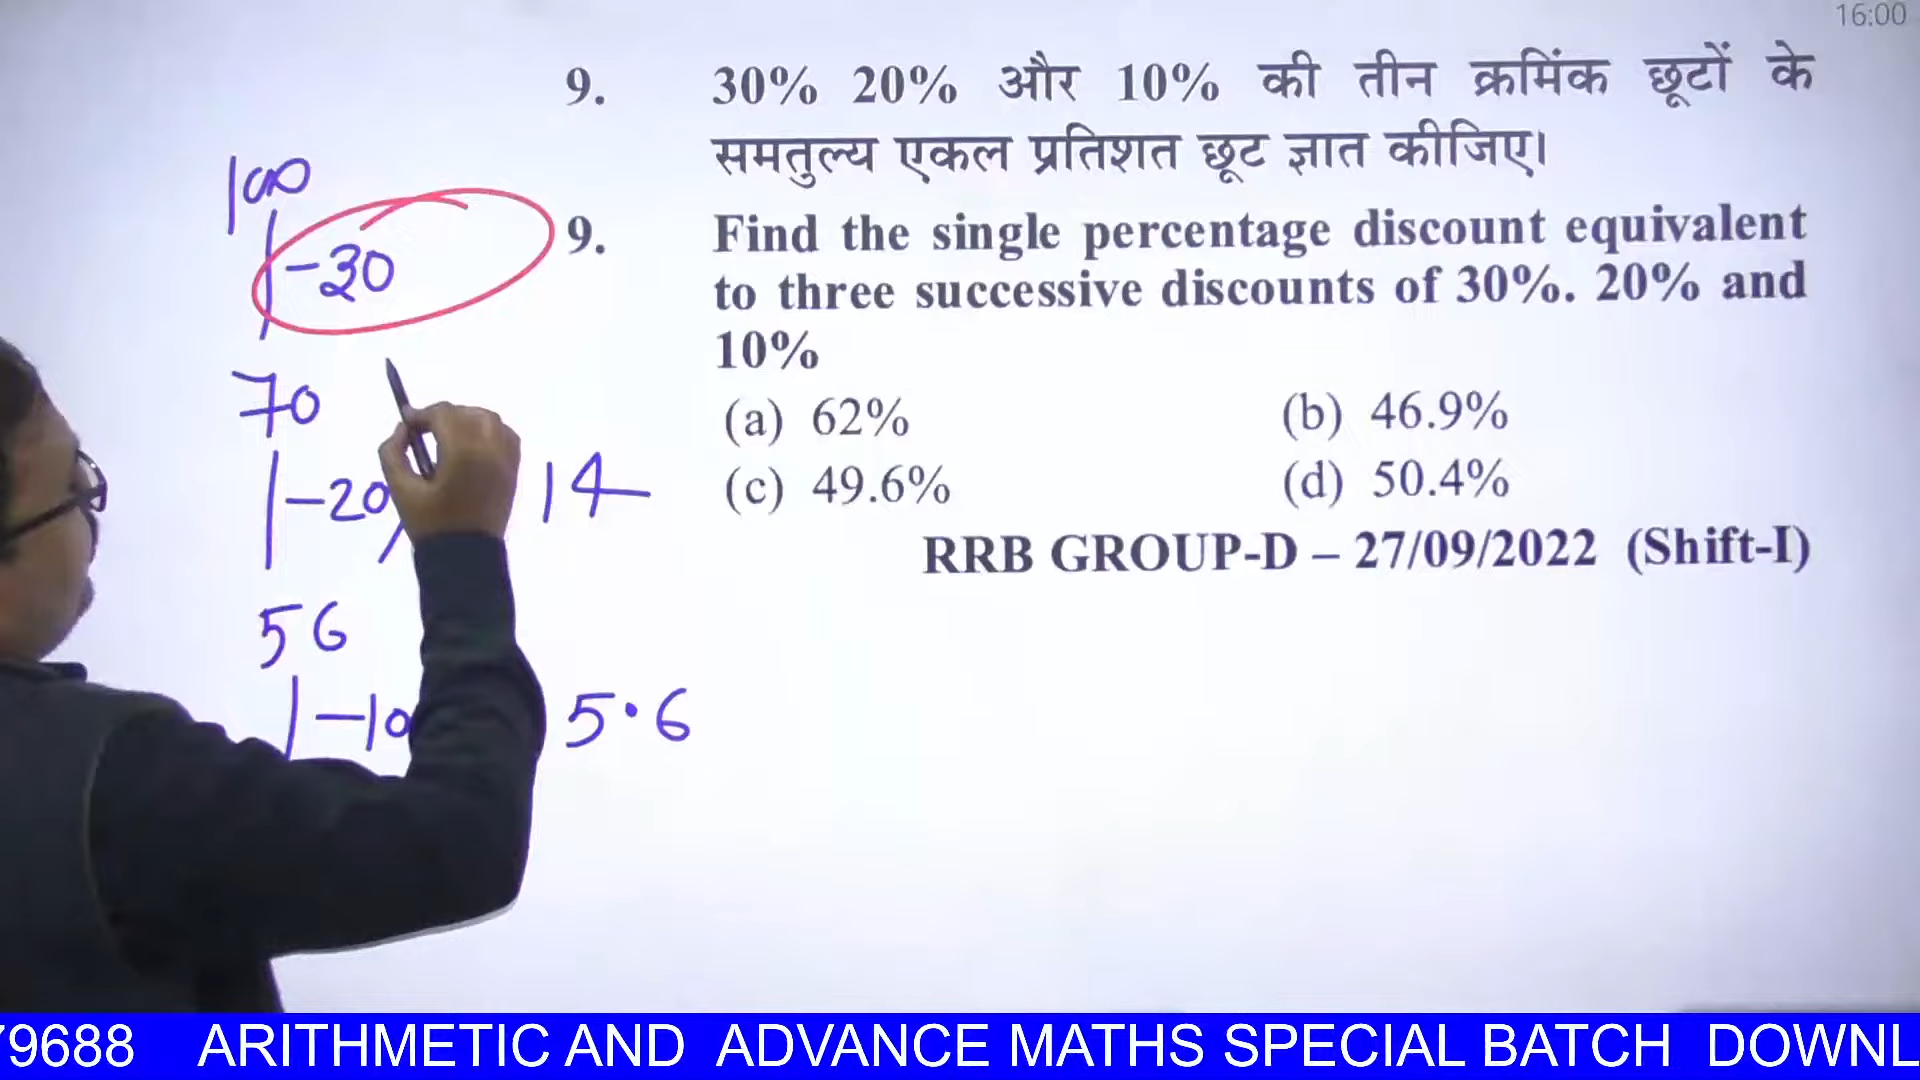 16:00
9. 30% 20% और 10% की तीन क्रमिंक छूटों के
समतुल्य एकल प्रतिशत छूट ज्ञात कीजिए।
9. Find the single percentage discount equivalent
to three successive discounts of 30%. 20% and
10%
(a) 62% (b) 46.9%
(c) 49.6% (d) 50.4%
RRB GROUP-D – 27/09/2022 (Shift-I)
100
-30
70
-20 14
56
-10 5.6
79688 ARITHMETIC AND ADVANCE MATHS SPECIAL BATCH DOWNL